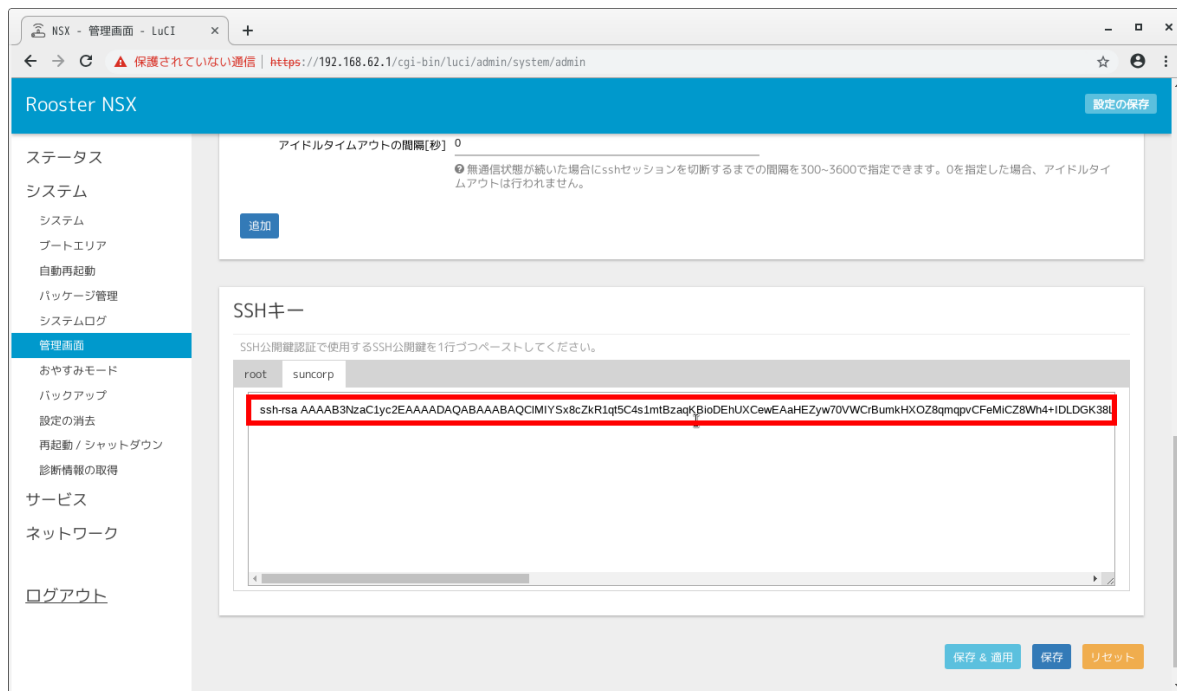 NSX - 管理画面 - LuCI
保護されていない通信 | https://192.168.62.1/cgi-bin/luci/admin/system/admin
Rooster NSX
設定の保存
ステータス
システム
システム
ブートエリア
自動再起動
パッケージ管理
システムログ
管理画面
おやすみモード
バックアップ
設定の消去
再起動 / シャットダウン
診断情報の取得
サービス
ネットワーク
ログアウト
アイドルタイムアウトの間隔[秒] 0
無通信状態が続いた場合にsshセッションを切断するまでの間隔を300~3600で指定できます。0を指定した場合、アイドルタイ
ムアウトは行われません。
追加
SSHキー
SSH公開鍵認証で使用するSSH公開鍵を1行づつペーストしてください。
root suncorp
ssh-rsa AAAAB3NzaC1yc2EAAAADAQABAAABAQClMIYSx8cZkR1qt5C4s1mtBzaqKBioDEhUXCewEAaHEZyw70VWCrBumkHXOZ8qmqpvCFeMiCZ8Wh4+IDLDGK38L
保存 & 適用 保存 リセット